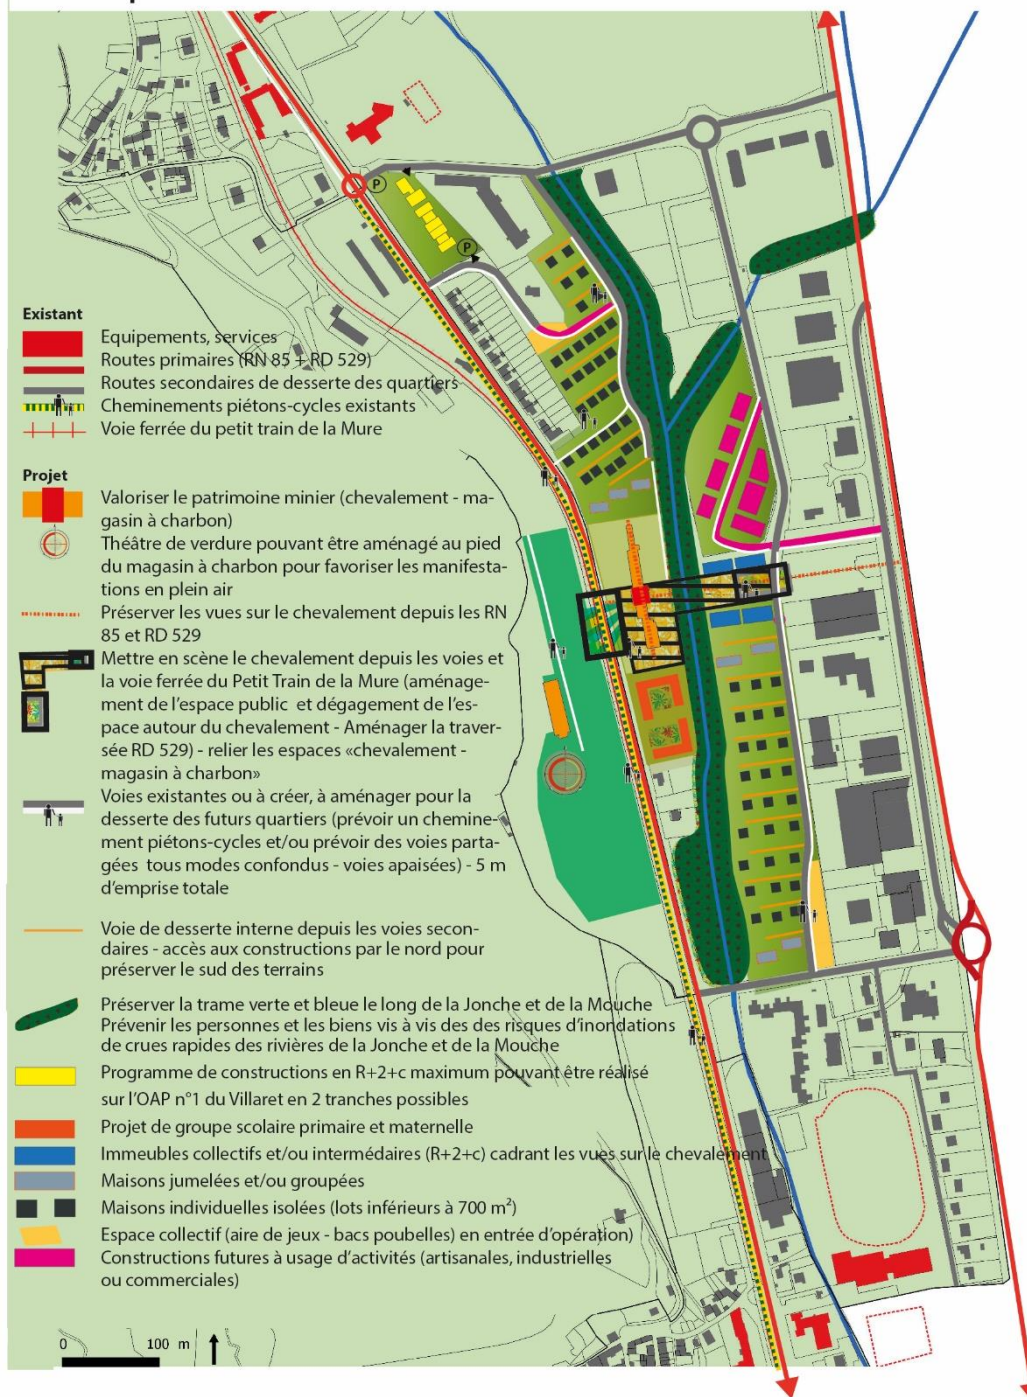 P
P
Existant
Equipements, services
Routes primaires (RN 85 + RD 529)
Routes secondaires de desserte des quartiers
Cheminements piétons-cycles existants
Voie ferrée du petit train de la Mure
Projet
Valoriser le patrimoine minier (chevalement - ma-
gasin à charbon)
Théâtre de verdure pouvant être aménagé au pied
du magasin à charbon pour favoriser les manifesta-
tions en plein air
Préserver les vues sur le chevalement depuis les RN
85 et RD 529
Mettre en scène le chevalement depuis les voies et
la voie ferrée du Petit Train de la Mure (aménage-
ment de l'espace public et dégagement de l'es-
pace autour du chevalement - Aménager la traver-
sée RD 529) - relier les espaces «chevalement -
magasin à charbon»
Voies existantes ou à créer, à aménager pour la
desserte des futurs quartiers (prévoir un chemine-
ment piétons-cycles et/ou prévoir des voies parta-
gées tous modes confondus - voies apaisées) - 5 m
d'emprise totale
Voie de desserte interne depuis les voies secon-
daires - accès aux constructions par le nord pour
préserver le sud des terrains
Préserver la trame verte et bleue le long de la Jonche et de la Mouche
Prévenir les personnes et les biens vis à vis des des risques d'inondations
de crues rapides des rivières de la Jonche et de la Mouche
Programme de constructions en R+2+c maximum pouvant être réalisé
sur l'OAP n°1 du Villaret en 2 tranches possibles
Projet de groupe scolaire primaire et maternelle
Immeubles collectifs et/ou intermédaires (R+2+c) cadrant les vues sur le chevalement
Maisons jumelées et/ou groupées
Maisons individuelles isolées (lots inférieurs à 700 m²)
Espace collectif (aire de jeux - bacs poubelles) en entrée d'opération)
Constructions futures à usage d'activités (artisanales, industrielles
ou commerciales)
0 100 m